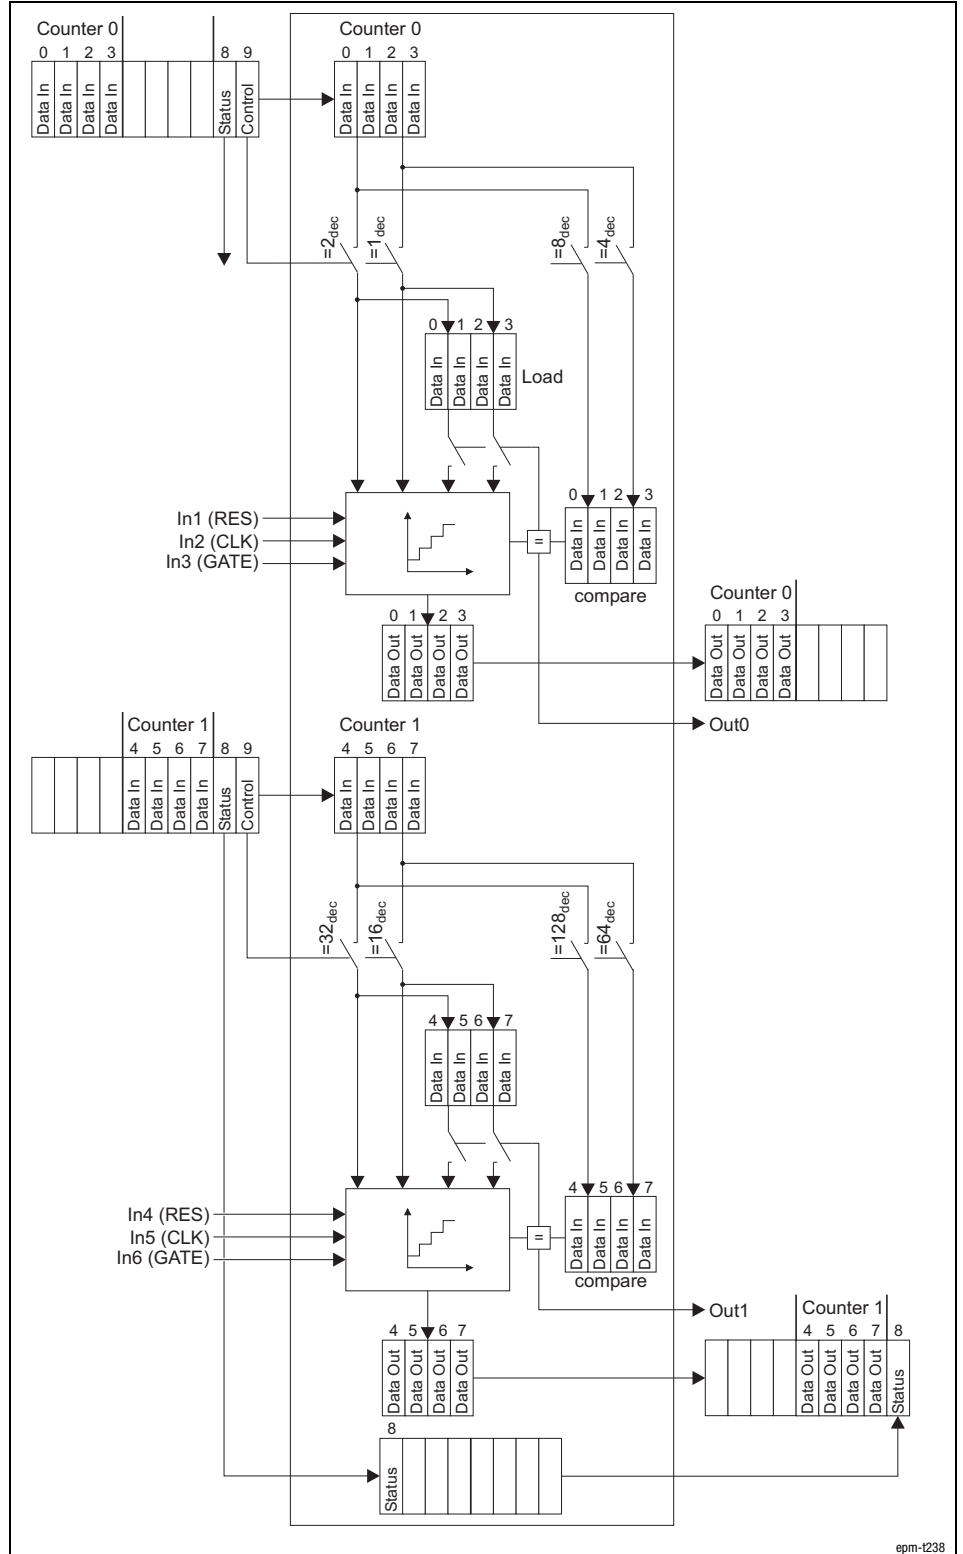 Counter 0
0 1 2 3 8 9
Data In Data In Data In Data In Status Control
Counter 0
0 1 2 3
Data In Data In Data In Data In
=2dec =1dec =8dec =4dec
0 1 2 3
Data In Data In Data In Data In
Load
In1 (RES)
In2 (CLK)
In3 (GATE)
=
0 1 2 3
Data In Data In Data In Data In
compare
0 1 2 3
Data Out Data Out Data Out Data Out
Counter 0
0 1 2 3
Data Out Data Out Data Out Data Out
Out0
Counter 1
4 5 6 7 8 9
Data In Data In Data In Data In Status Control
Counter 1
4 5 6 7
Data In Data In Data In Data In
=32dec =16dec =128dec =64dec
4 5 6 7
Data In Data In Data In Data In
In4 (RES)
In5 (CLK)
In6 (GATE)
=
4 5 6 7
Data In Data In Data In Data In
compare
Out1
4 5 6 7
Data Out Data Out Data Out Data Out
Counter 1
4 5 6 7 8
Data Out Data Out Data Out Data Out Status
8
Status
epm-t238